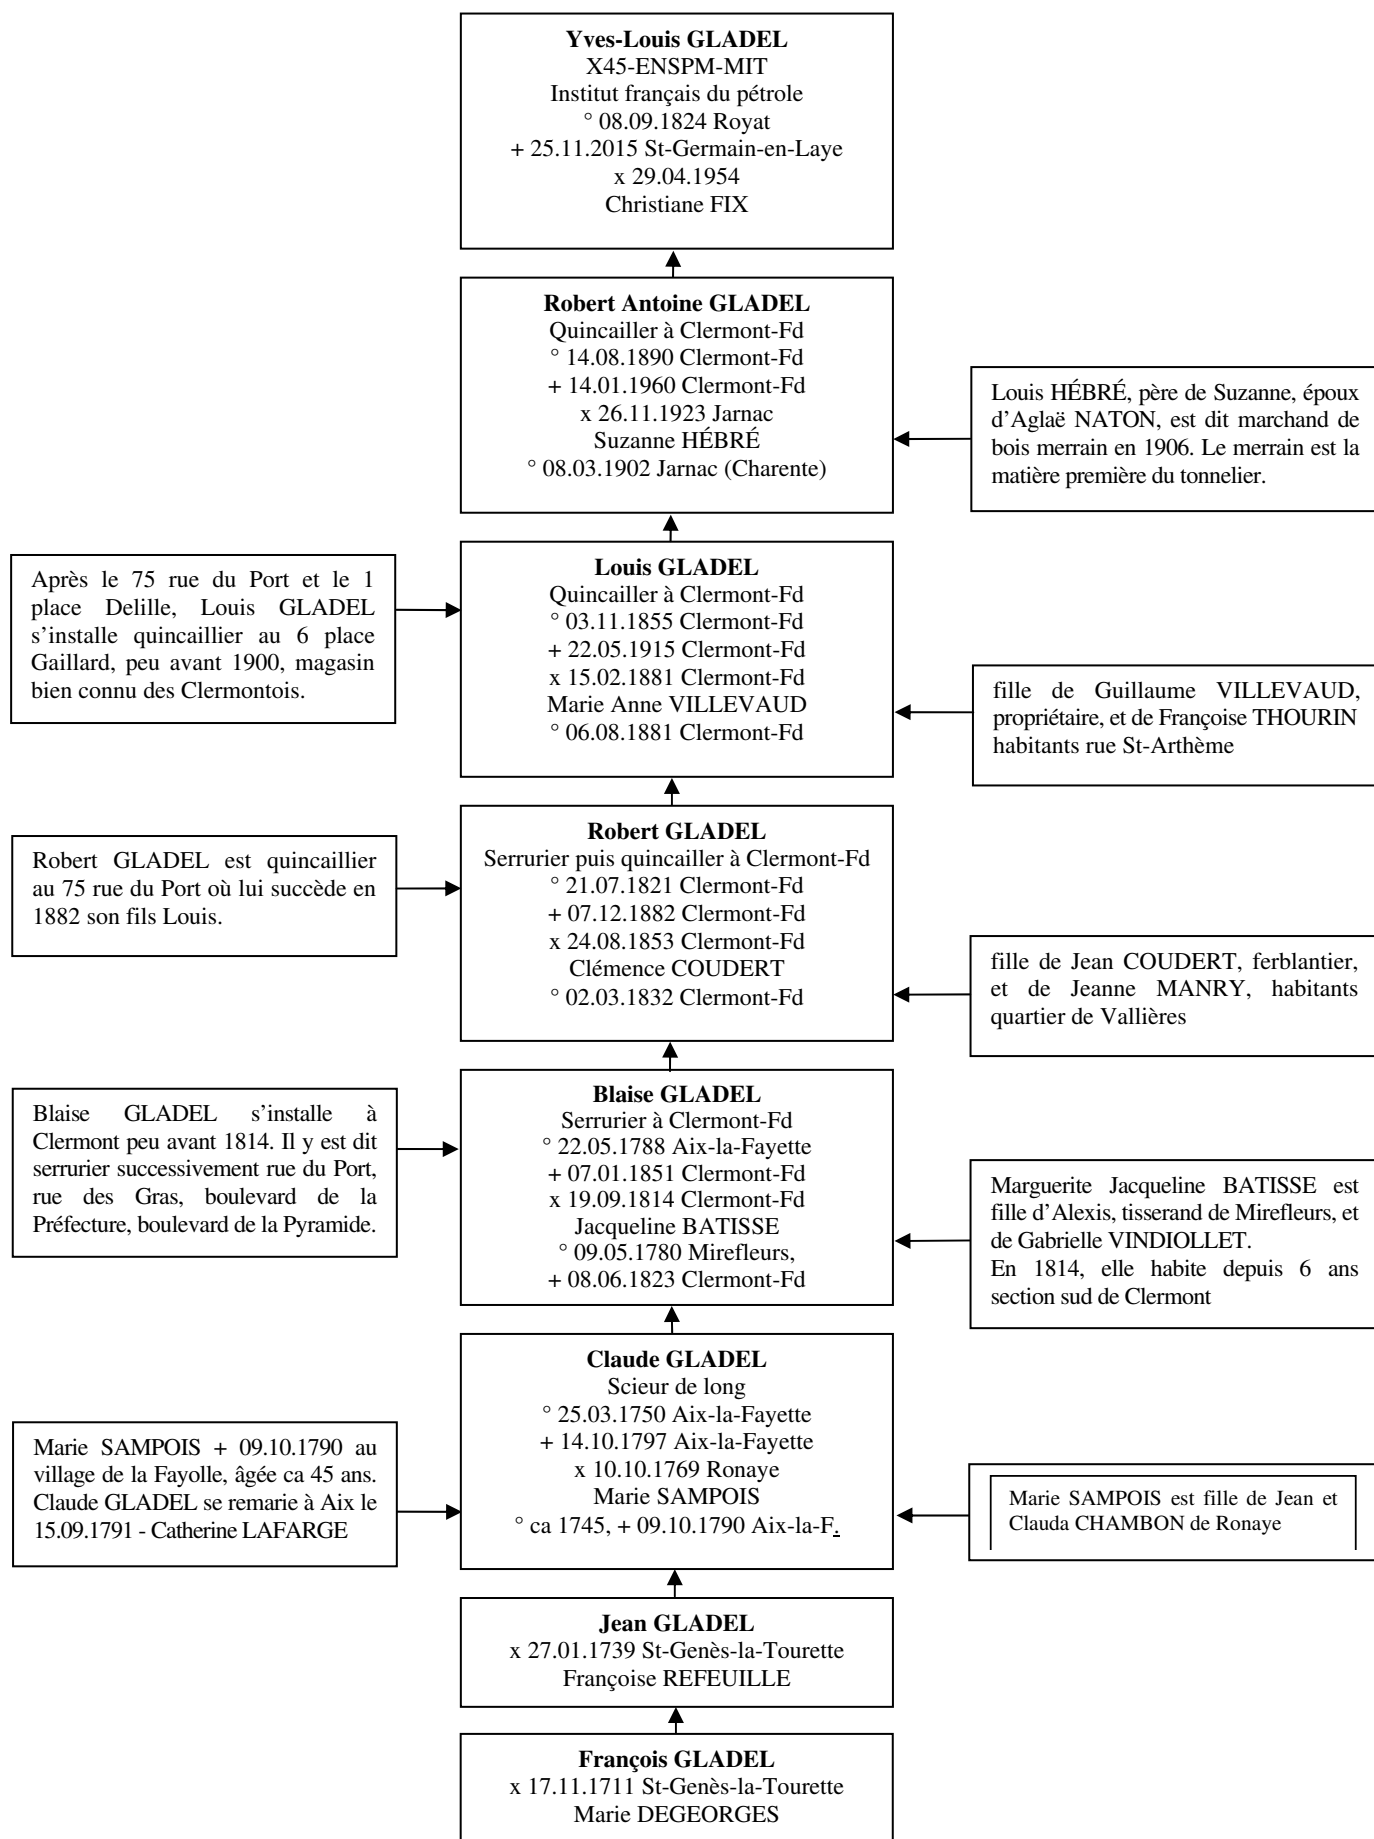 Yves-Louis GLADEL
X45-ENSPM-MIT
Institut français du pétrole
° 08.09.1824 Royat
+ 25.11.2015 St-Germain-en-Laye
x 29.04.1954
Christiane FIX
Robert Antoine GLADEL
Quincailler à Clermont-Fd
° 14.08.1890 Clermont-Fd
+ 14.01.1960 Clermont-Fd
x 26.11.1923 Jarnac
Suzanne HÉBRÉ
° 08.03.1902 Jarnac (Charente)
Louis HÉBRÉ, père de Suzanne, époux
d'Aglaë NATON, est dit marchand de
bois merrain en 1906. Le merrain est la
matière première du tonnelier.
Après le 75 rue du Port et le 1
place Delille, Louis GLADEL
s'installe quincaillier au 6 place
Gaillard, peu avant 1900, magasin
bien connu des Clermontois.
Louis GLADEL
Quincailler à Clermont-Fd
° 03.11.1855 Clermont-Fd
+ 22.05.1915 Clermont-Fd
x 15.02.1881 Clermont-Fd
Marie Anne VILLEVAUD
° 06.08.1881 Clermont-Fd
fille de Guillaume VILLEVAUD,
propriétaire, et de Françoise THOURIN
habitants rue St-Arthème
Robert GLADEL est quincaillier
au 75 rue du Port où lui succède en
1882 son fils Louis.
Robert GLADEL
Serrurier puis quincailler à Clermont-Fd
° 21.07.1821 Clermont-Fd
+ 07.12.1882 Clermont-Fd
x 24.08.1853 Clermont-Fd
Clémence COUDERT
° 02.03.1832 Clermont-Fd
fille de Jean COUDERT, ferblantier,
et de Jeanne MANRY, habitants
quartier de Vallières
Blaise GLADEL s'installe à
Clermont peu avant 1814. Il y est dit
serrurier successivement rue du Port,
rue des Gras, boulevard de la
Préfecture, boulevard de la Pyramide.
Blaise GLADEL
Serrurier à Clermont-Fd
° 22.05.1788 Aix-la-Fayette
+ 07.01.1851 Clermont-Fd
x 19.09.1814 Clermont-Fd
Jacqueline BATISSE
° 09.05.1780 Mirefleurs,
+ 08.06.1823 Clermont-Fd
Marguerite Jacqueline BATISSE est
fille d'Alexis, tisserand de Mirefleurs, et
de Gabrielle VINDIOLLET.
En 1814, elle habite depuis 6 ans
section sud de Clermont
Marie SAMPOIS + 09.10.1790 au
village de la Fayolle, âgée ca 45 ans.
Claude GLADEL se remarie à Aix le
15.09.1791 - Catherine LAFARGE
Claude GLADEL
Scieur de long
° 25.03.1750 Aix-la-Fayette
+ 14.10.1797 Aix-la-Fayette
x 10.10.1769 Ronaye
Marie SAMPOIS
° ca 1745, + 09.10.1790 Aix-la-F.
Marie SAMPOIS est fille de Jean et
Clauda CHAMBON de Ronaye
Jean GLADEL
x 27.01.1739 St-Genès-la-Tourette
Françoise REFEUILLE
François GLADEL
x 17.11.1711 St-Genès-la-Tourette
Marie DEGEORGES